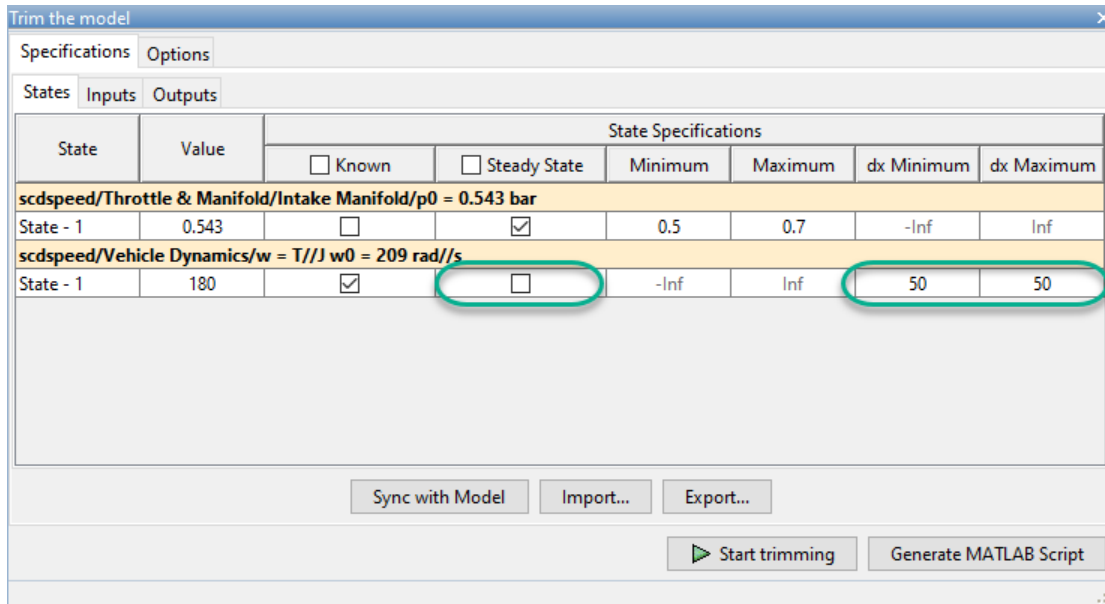 Trim the model
Specifications Options
States Inputs Outputs
State Value State Specifications
Known Steady State Minimum Maximum dx Minimum dx Maximum
scdspeed/Throttle & Manifold/Intake Manifold/p0 = 0.543 bar
State - 1 0.543 0.5 0.7 -Inf Inf
scdspeed/Vehicle Dynamics/w = T//J w0 = 209 rad//s
State - 1 180 -Inf Inf 50 50
Sync with Model Import... Export...
Start trimming Generate MATLAB Script